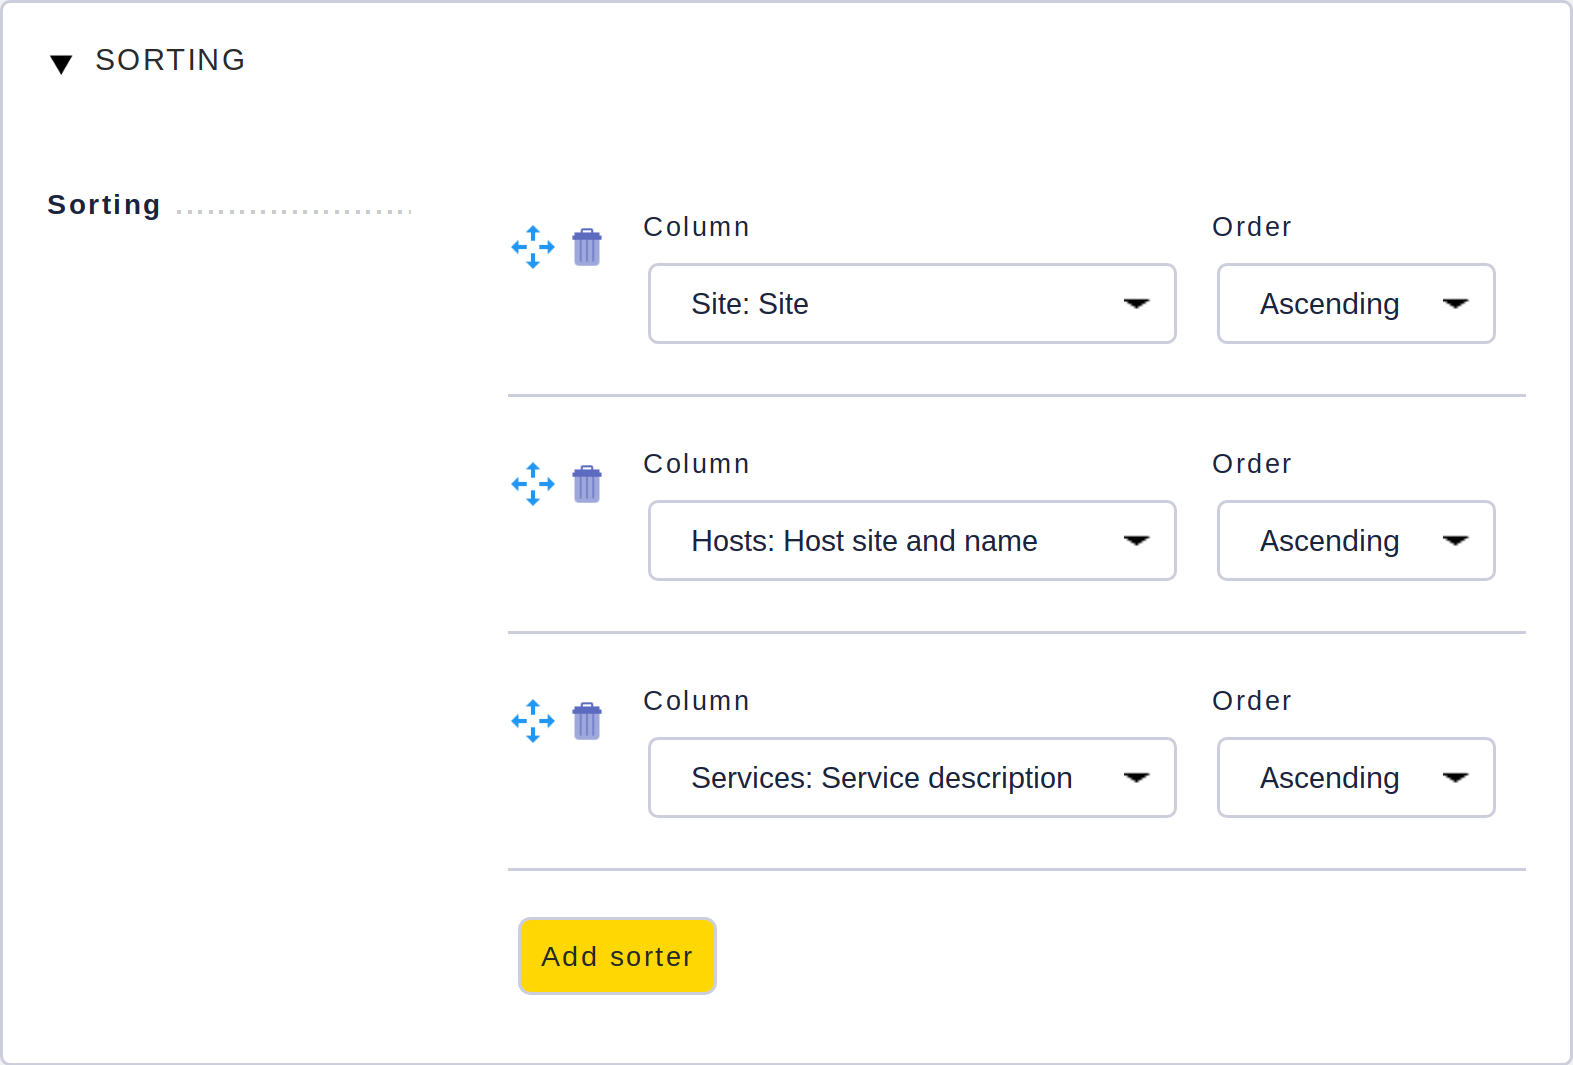 SORTING
Sorting
Column Order
Site: Site Ascending
Column Order
Hosts: Host site and name Ascending
Column Order
Services: Service description Ascending
Add sorter